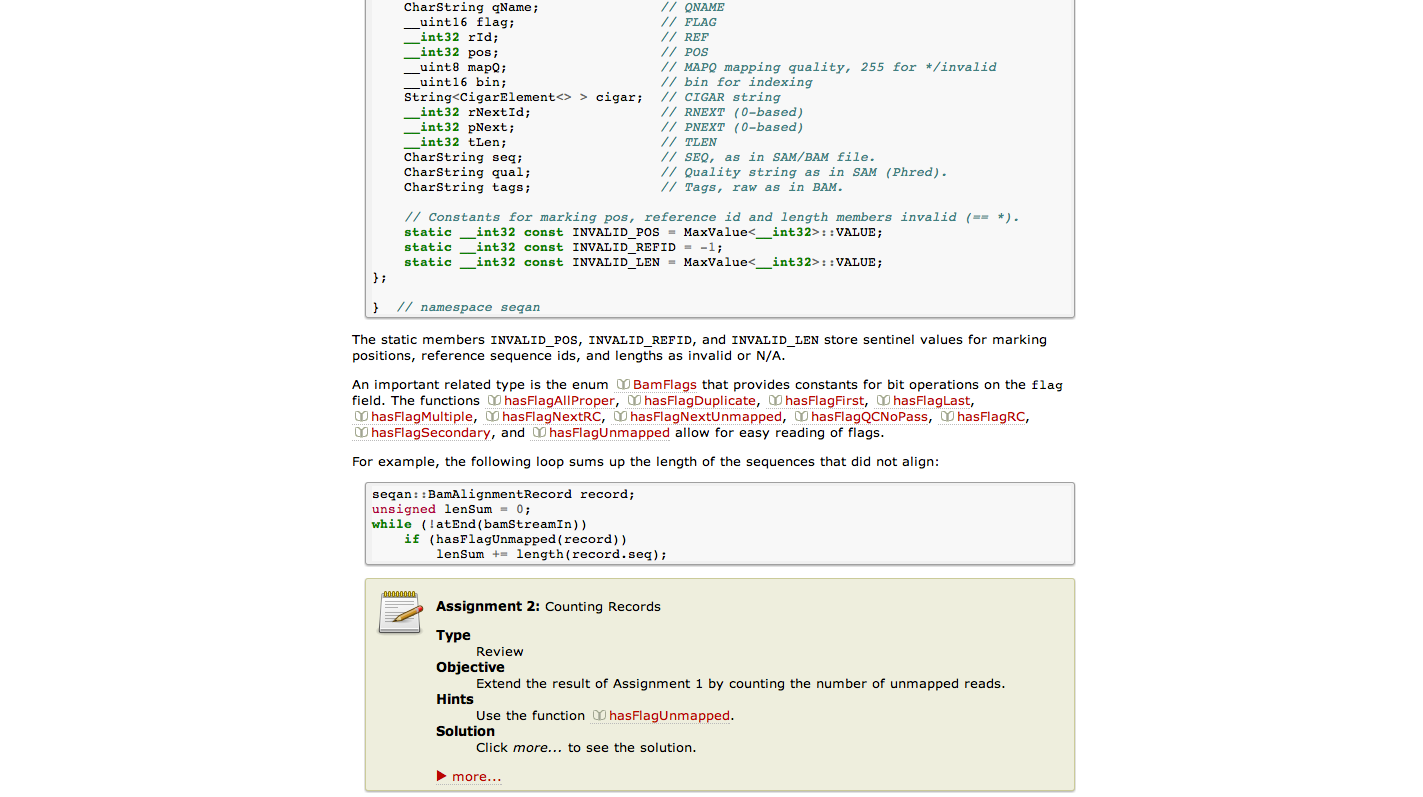 CharString qName;               // QNAME
__uint16 flag;                  // FLAG
__int32 rId;                    // REF
__int32 pos;                    // POS
__uint8 mapQ;                   // MAPQ mapping quality, 255 for */invalid
__uint16 bin;                   // bin for indexing
String<CigarElement<> > cigar;  // CIGAR string
__int32 rNextId;                // RNEXT (0-based)
__int32 pNext;                  // PNEXT (0-based)
__int32 tLen;                   // TLEN
CharString seq;                 // SEQ, as in SAM/BAM file.
CharString qual;                // Quality string as in SAM (Phred).
CharString tags;                // Tags, raw as in BAM.
// Constants for marking pos, reference id and length members invalid (== *).
static __int32 const INVALID_POS = MaxValue<__int32>::VALUE;
static __int32 const INVALID_REFID = -1;
static __int32 const INVALID_LEN = MaxValue<__int32>::VALUE;
};
}  // namespace seqan
The static members INVALID_POS, INVALID_REFID, and INVALID_LEN store sentinel values for marking
positions, reference sequence ids, and lengths as invalid or N/A.
An important related type is the enum BamFlags that provides constants for bit operations on the flag
field. The functions hasFlagAllProper, hasFlagDuplicate, hasFlagFirst, hasFlagLast,
hasFlagMultiple, hasFlagNextRC, hasFlagNextUnmapped, hasFlagQCNoPass, hasFlagRC,
hasFlagSecondary, and hasFlagUnmapped allow for easy reading of flags.
For example, the following loop sums up the length of the sequences that did not align:
seqan::BamAlignmentRecord record;
unsigned lenSum = 0;
while (!atEnd(bamStreamIn))
if (hasFlagUnmapped(record))
lenSum += length(record.seq);
Assignment 2: Counting Records
Type
Review
Objective
Extend the result of Assignment 1 by counting the number of unmapped reads.
Hints
Use the function hasFlagUnmapped.
Solution
Click more... to see the solution.
more...